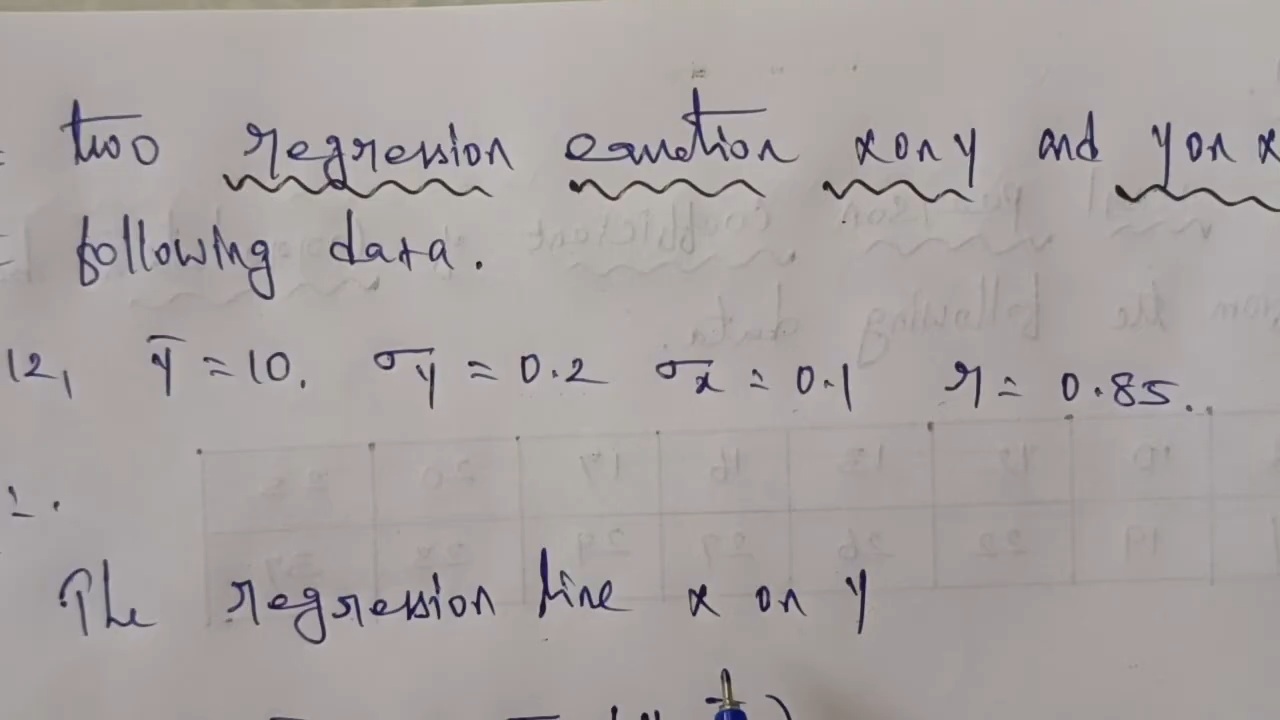 two regression equation x on y and y on x
following data.
12, ȳ = 10. σy = 0.2 σx = 0.1 r = 0.85.
The regression line x on y